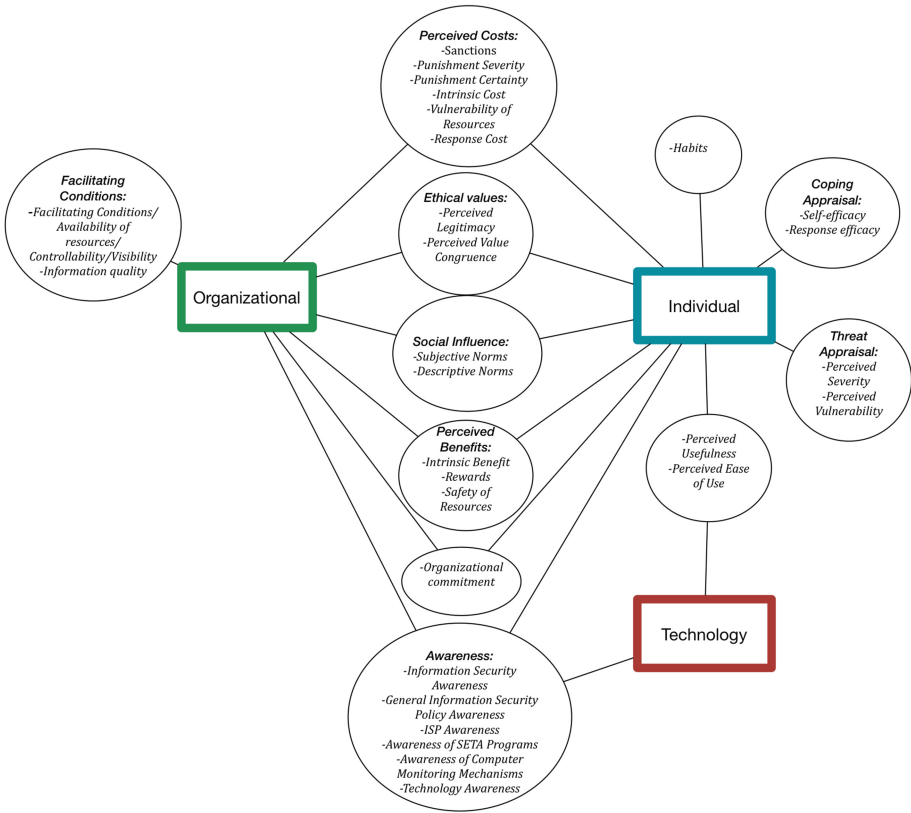 Perceived Costs:
-Sanctions
-Punishment Severity
-Punishment Certainty
-Intrinsic Cost
-Vulnerability of
Resources
-Response Cost
-Habits
Facilitating
Conditions:
-Facilitating Conditions/
Availability of
resources/
Controllability/Visibility
-Information quality
Ethical values:
-Perceived
Legitimacy
-Perceived Value
Congruence
Coping
Appraisal:
-Self-efficacy
-Response efficacy
Organizational
Individual
Social Influence:
-Subjective Norms
-Descriptive Norms
Threat
Appraisal:
-Perceived
Severity
-Perceived
Vulnerability
Perceived
Benefits:
-Intrinsic Benefit
-Rewards
-Safety of
Resources
-Perceived
Usefulness
-Perceived Ease
of Use
-Organizational
commitment
Technology
Awareness:
-Information Security
Awareness
-General Information Security
Policy Awareness
-ISP Awareness
-Awareness of SETA Programs
-Awareness of Computer
Monitoring Mechanisms
-Technology Awareness